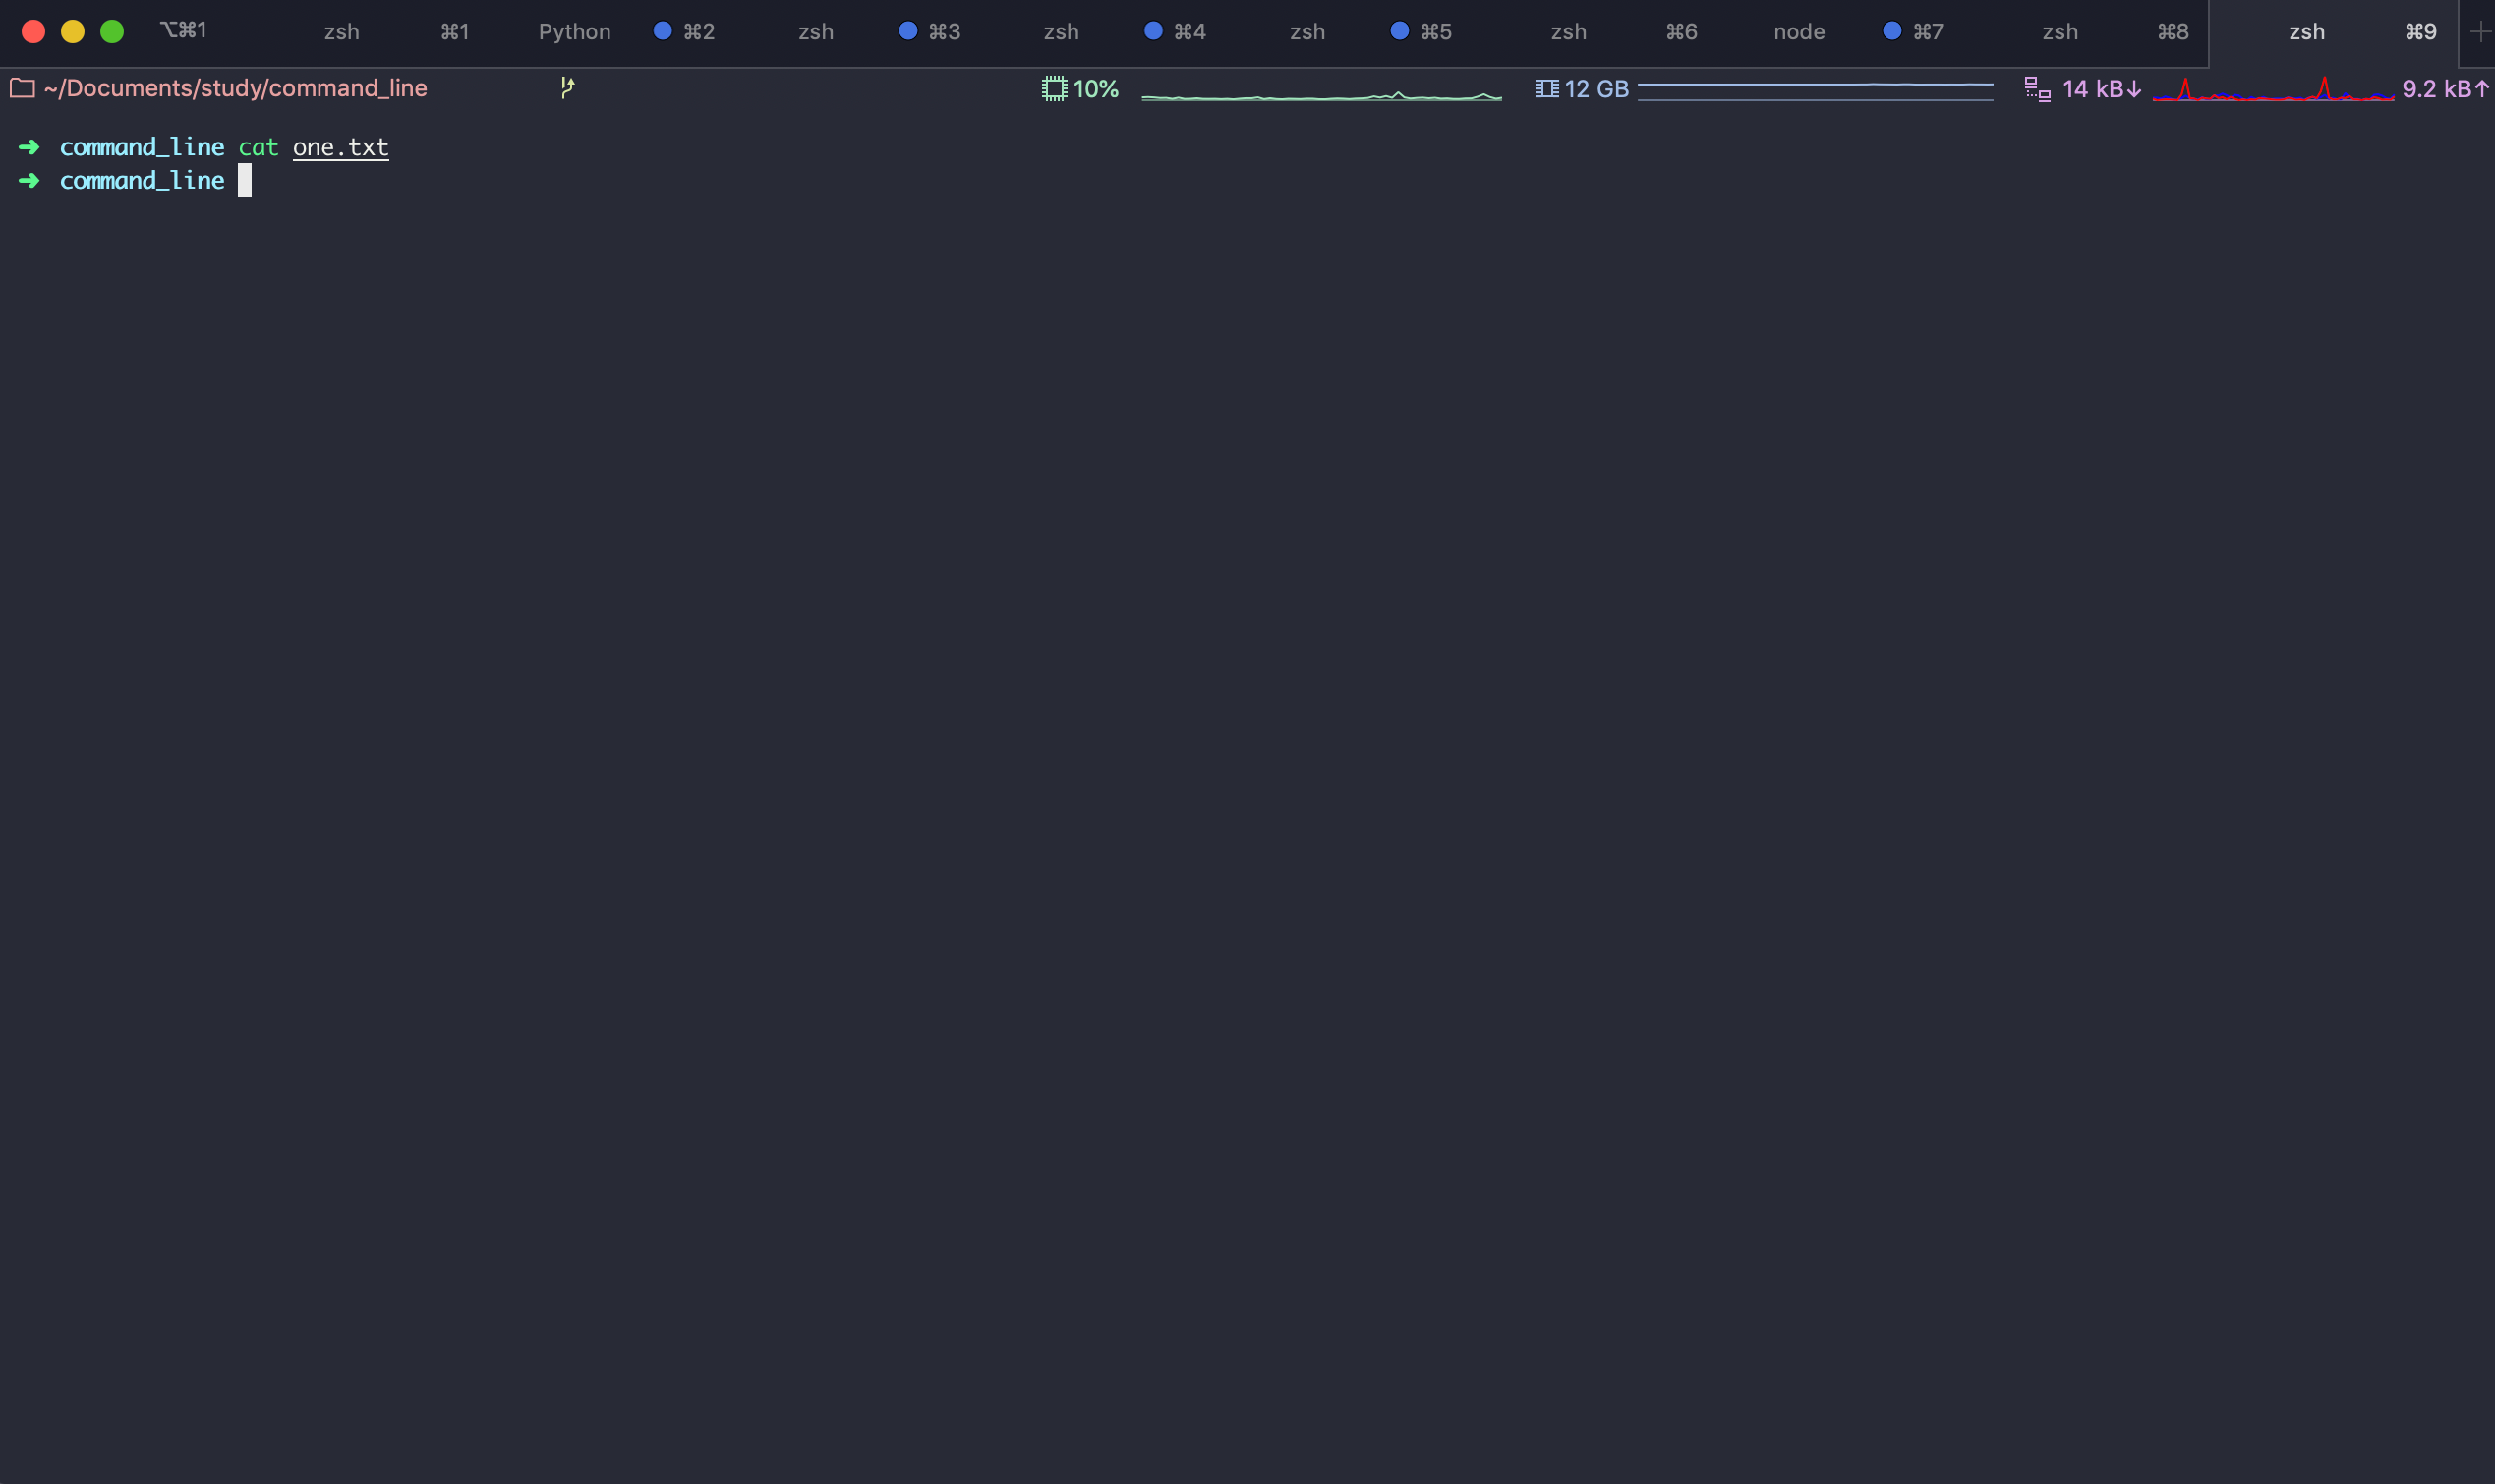 ⌥⌘1 zsh ⌘1 Python ⌘2 zsh ⌘3 zsh ⌘4 zsh ⌘5 zsh ⌘6 node ⌘7 zsh ⌘8 zsh ⌘9 +
~/Documents/study/command_line 10% 12 GB 14 kB↓ 9.2 kB↑
➜ command_line cat one.txt
➜ command_line